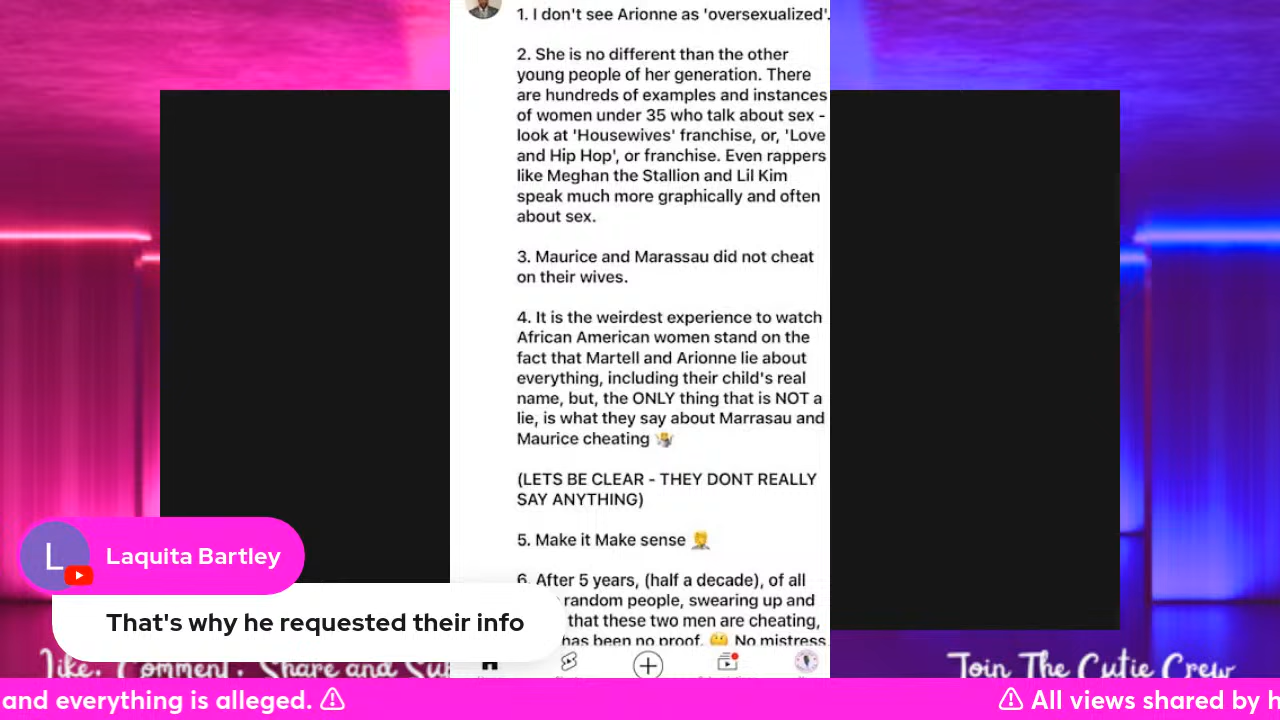 1. I don't see Arionne as 'oversexualized'.
2. She is no different than the other
young people of her generation. There
are hundreds of examples and instances
of women under 35 who talk about sex -
look at 'Housewives' franchise, or, 'Love
and Hip Hop', or franchise. Even rappers
like Meghan the Stallion and Lil Kim
speak much more graphically and often
about sex.
3. Maurice and Marassau did not cheat
on their wives.
4. It is the weirdest experience to watch
African American women stand on the
fact that Martell and Arionne lie about
everything, including their child's real
name, but, the ONLY thing that is NOT a
lie, is what they say about Marrasau and
Maurice cheating 🤷
(LETS BE CLEAR - THEY DONT REALLY
SAY ANYTHING)
5. Make it Make sense 🤦
6. After 5 years, (half a decade), of all
random people, swearing up and
that these two men are cheating,
has been no proof. 🤨 No mistress
L
Laquita Bartley
That's why he requested their info
Like, Comment, Share and
Join The Cutie Crew
and everything is alleged. ⚠
⚠ All views shared by